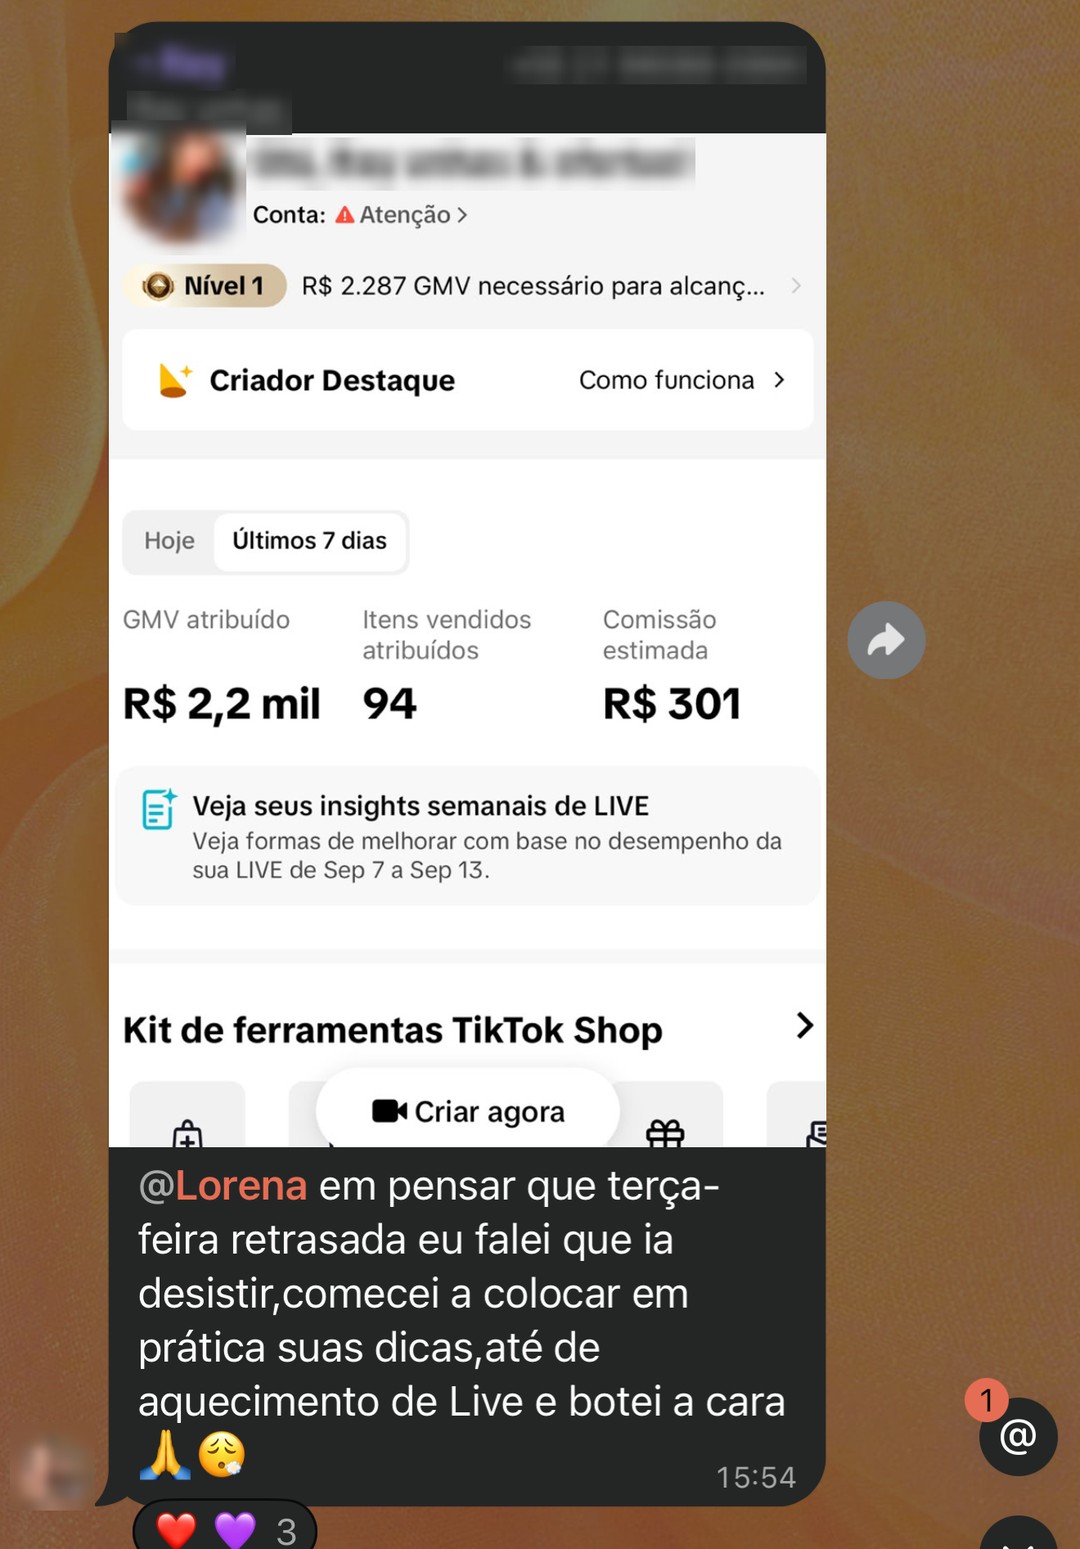 Conta: Atenção >
Nível 1 R$ 2.287 GMV necessário para alcanç... >
Criador Destaque Como funciona >
Hoje Últimos 7 dias
GMV atribuído
R$ 2,2 mil
Itens vendidos
atribuídos
94
Comissão
estimada
R$ 301
Veja seus insights semanais de LIVE
Veja formas de melhorar com base no desempenho da
sua LIVE de Sep 7 a Sep 13.
Kit de ferramentas TikTok Shop >
Criar agora
@Lorena em pensar que terça-
feira retrasada eu falei que ia
desistir,comecei a colocar em
prática suas dicas,até de
aquecimento de Live e botei a cara
🙏😮‍💨
15:54
❤️ 💜 3
1
@